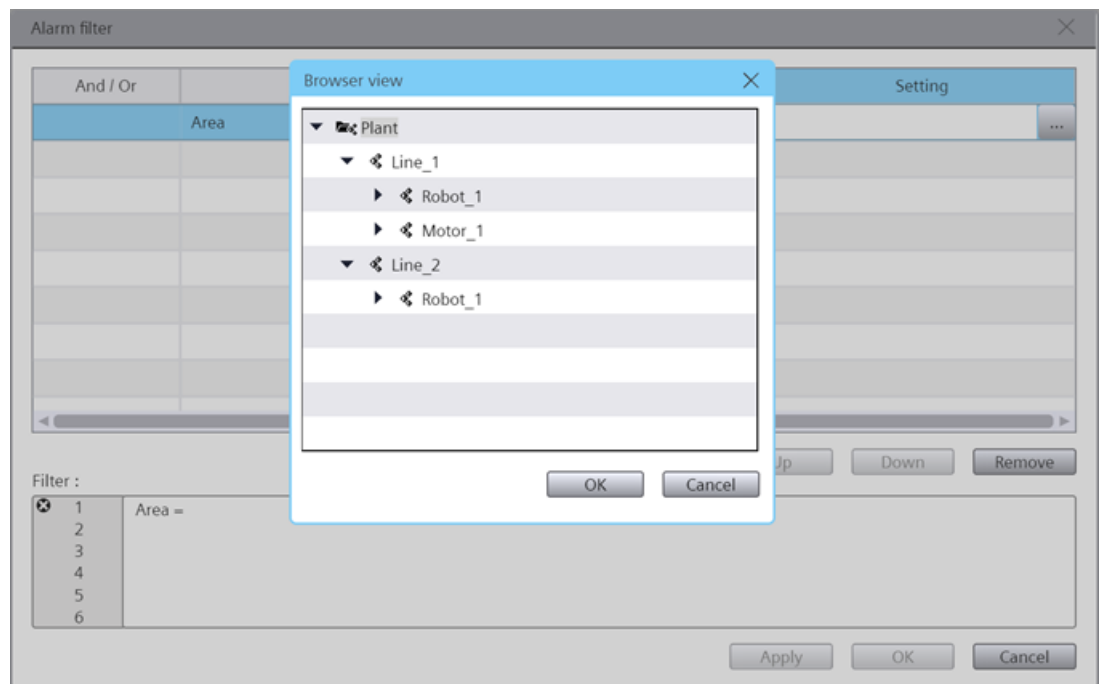 Alarm filter
Browser view
And / Or
Setting
Area
...
Plant
Line_1
Robot_1
Motor_1
Line_2
Robot_1
OK
Cancel
Up
Down
Remove
Filter :
1 Area =
2
3
4
5
6
Apply
OK
Cancel